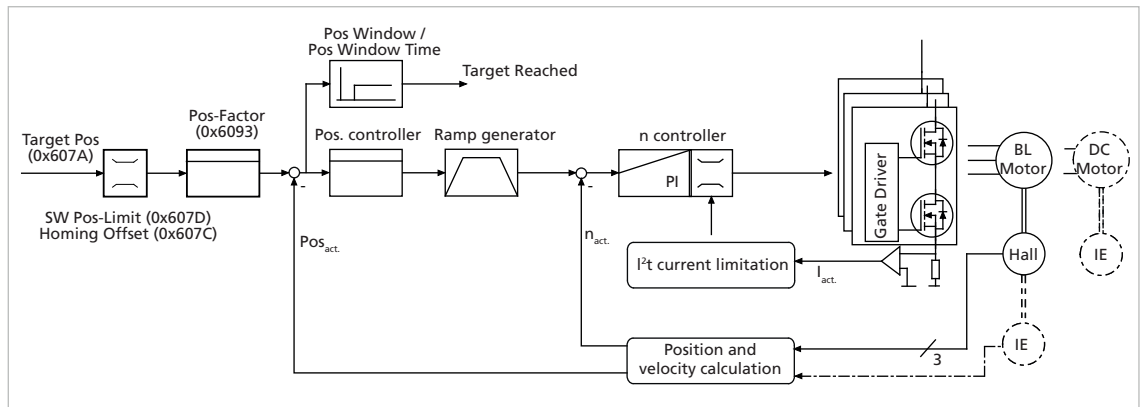 Pos Window /
Pos Window Time
Target Reached
Pos-Factor
(0x6093)
Target Pos
(0x607A)
Pos. controller
Ramp generator
n controller
PI
SW Pos-Limit (0x607D)
Homing Offset (0x607C)
-
Pos act.
-
n act.
Gate Driver
BL
Motor
DC
Motor
I²t current limitation
I act.
Hall
IE
IE
Position and
velocity calculation
3